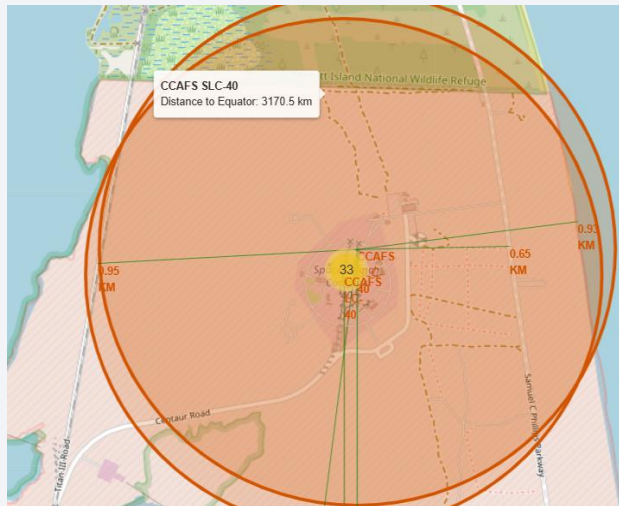 tt Island National Wildlife Refuge
CCAFS SLC-40
Distance to Equator: 3170.5 km
0.93
KM
0.65
KM
0.95
KM
CCAFS
40
33
CCAFS
40
Centaur Road
Titan III Road
Samuel C Phillips Parkway